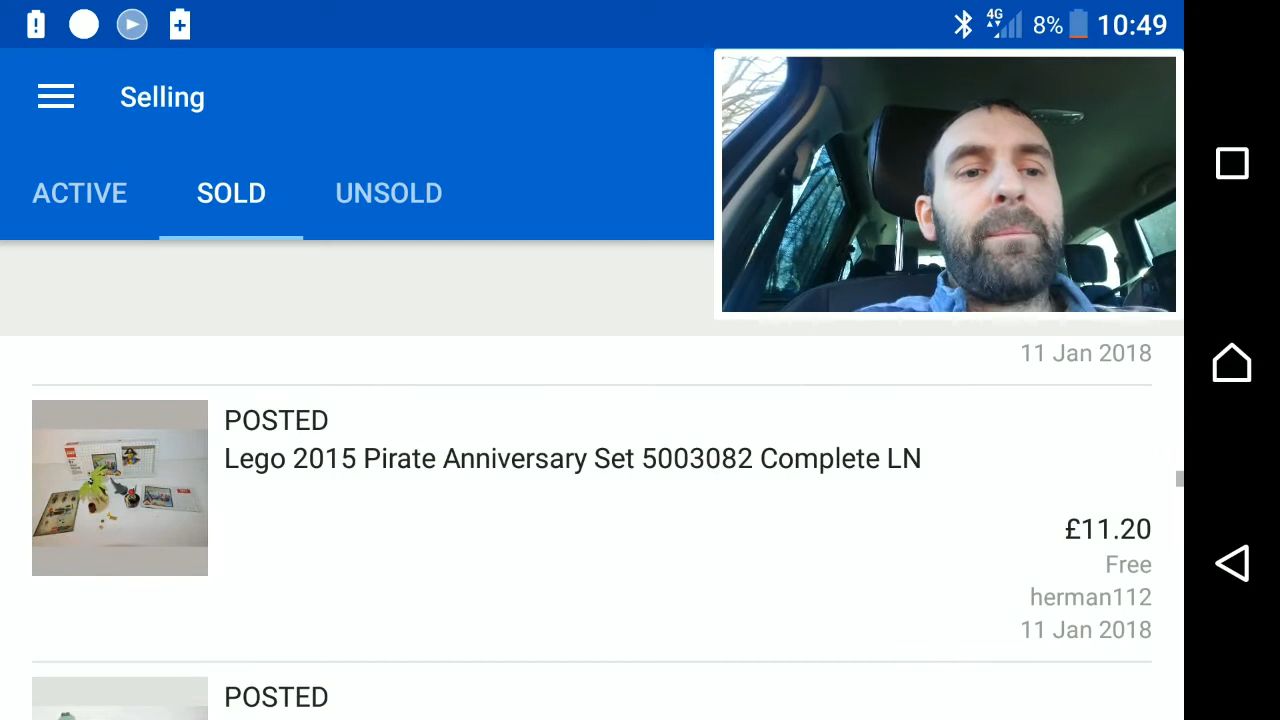 4G 8% 10:49
Selling
ACTIVE SOLD UNSOLD
11 Jan 2018
POSTED
Lego 2015 Pirate Anniversary Set 5003082 Complete LN
£11.20
Free
herman112
11 Jan 2018
POSTED